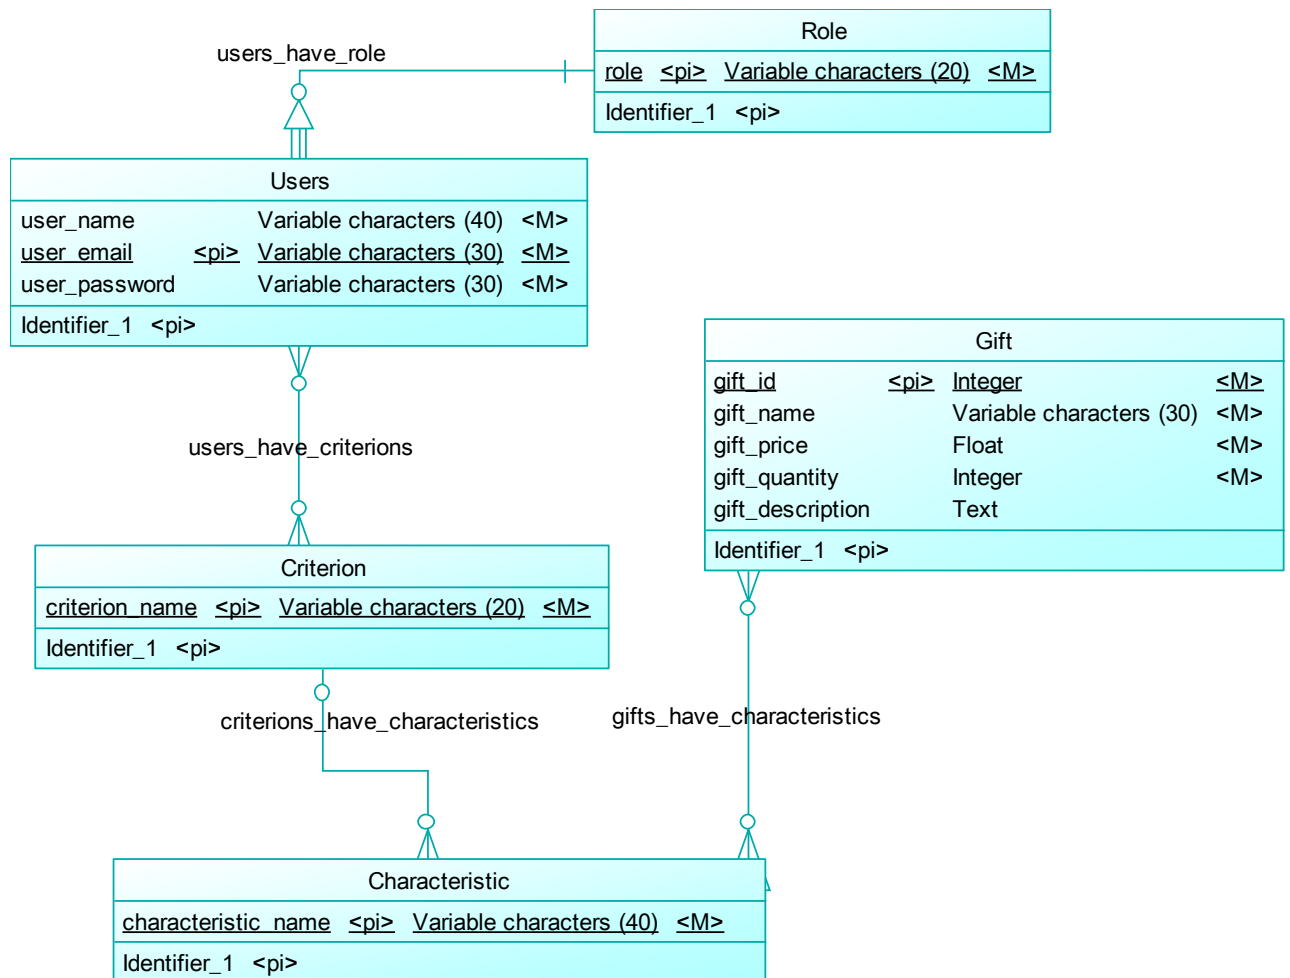 Role
role <pi> Variable characters (20) <M>
Identifier_1 <pi>
users_have_role
Users
user_name Variable characters (40) <M>
user_email <pi> Variable characters (30) <M>
user_password Variable characters (30) <M>
Identifier_1 <pi>
Gift
gift_id <pi> Integer <M>
gift_name Variable characters (30) <M>
gift_price Float <M>
gift_quantity Integer <M>
gift_description Text
Identifier_1 <pi>
users_have_criterions
Criterion
criterion_name <pi> Variable characters (20) <M>
Identifier_1 <pi>
criterions_have_characteristics
gifts_have_characteristics
Characteristic
characteristic_name <pi> Variable characters (40) <M>
Identifier_1 <pi>